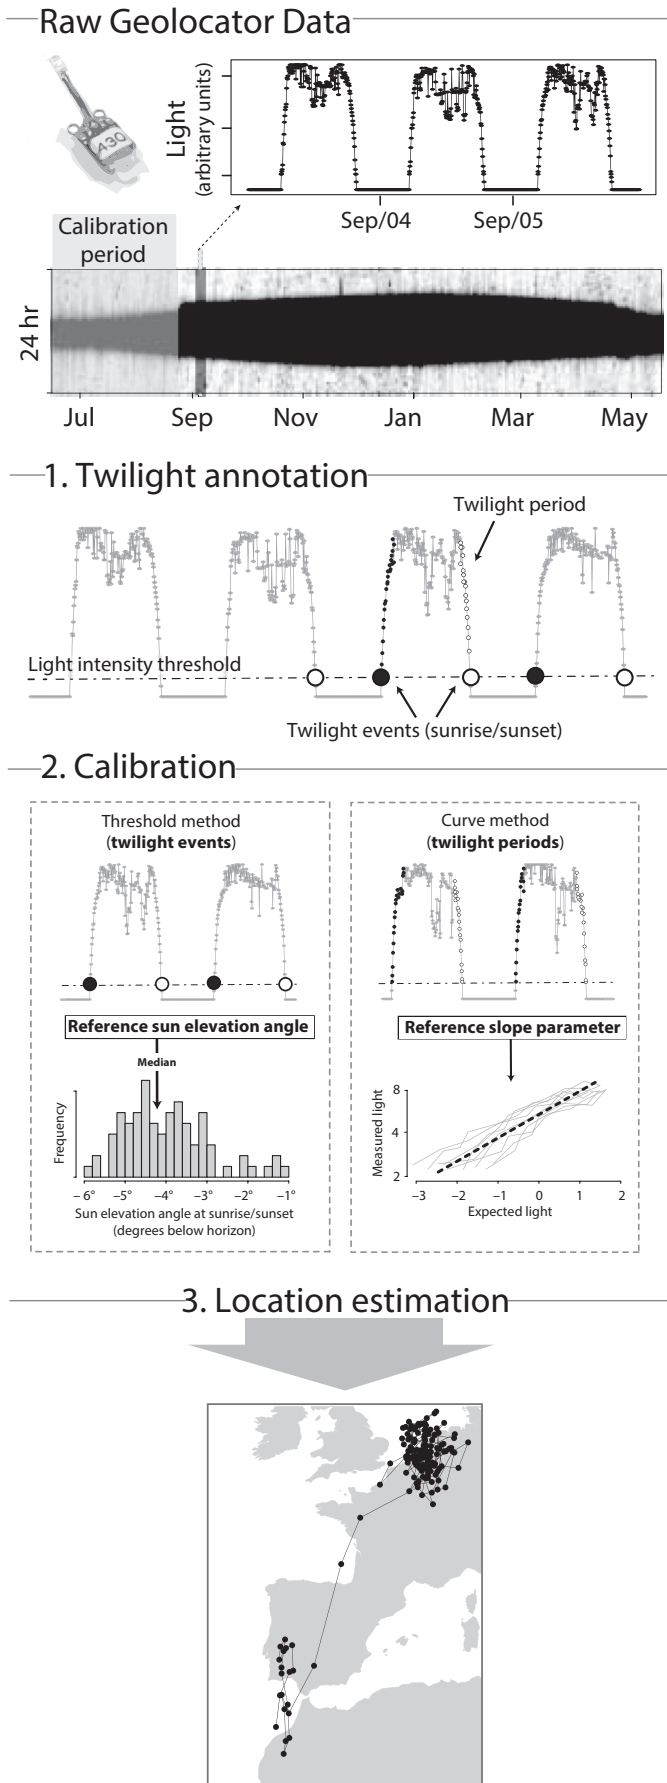 Raw Geolocator Data
430
Light
(arbitrary units)
Sep/04 Sep/05
Calibration
period
24 hr
Jul Sep Nov Jan Mar May
1. Twilight annotation
Twilight period
Light intensity threshold
Twilight events (sunrise/sunset)
2. Calibration
Threshold method
(twilight events)
Reference sun elevation angle
Median
Frequency
– 6° –5° –4° –3° –2° –1°
Sun elevation angle at sunrise/sunset
(degrees below horizon)
Curve method
(twilight periods)
Reference slope parameter
Measured light
8
4
2
–3 –2 –1 0 1 2
Expected light
3. Location estimation